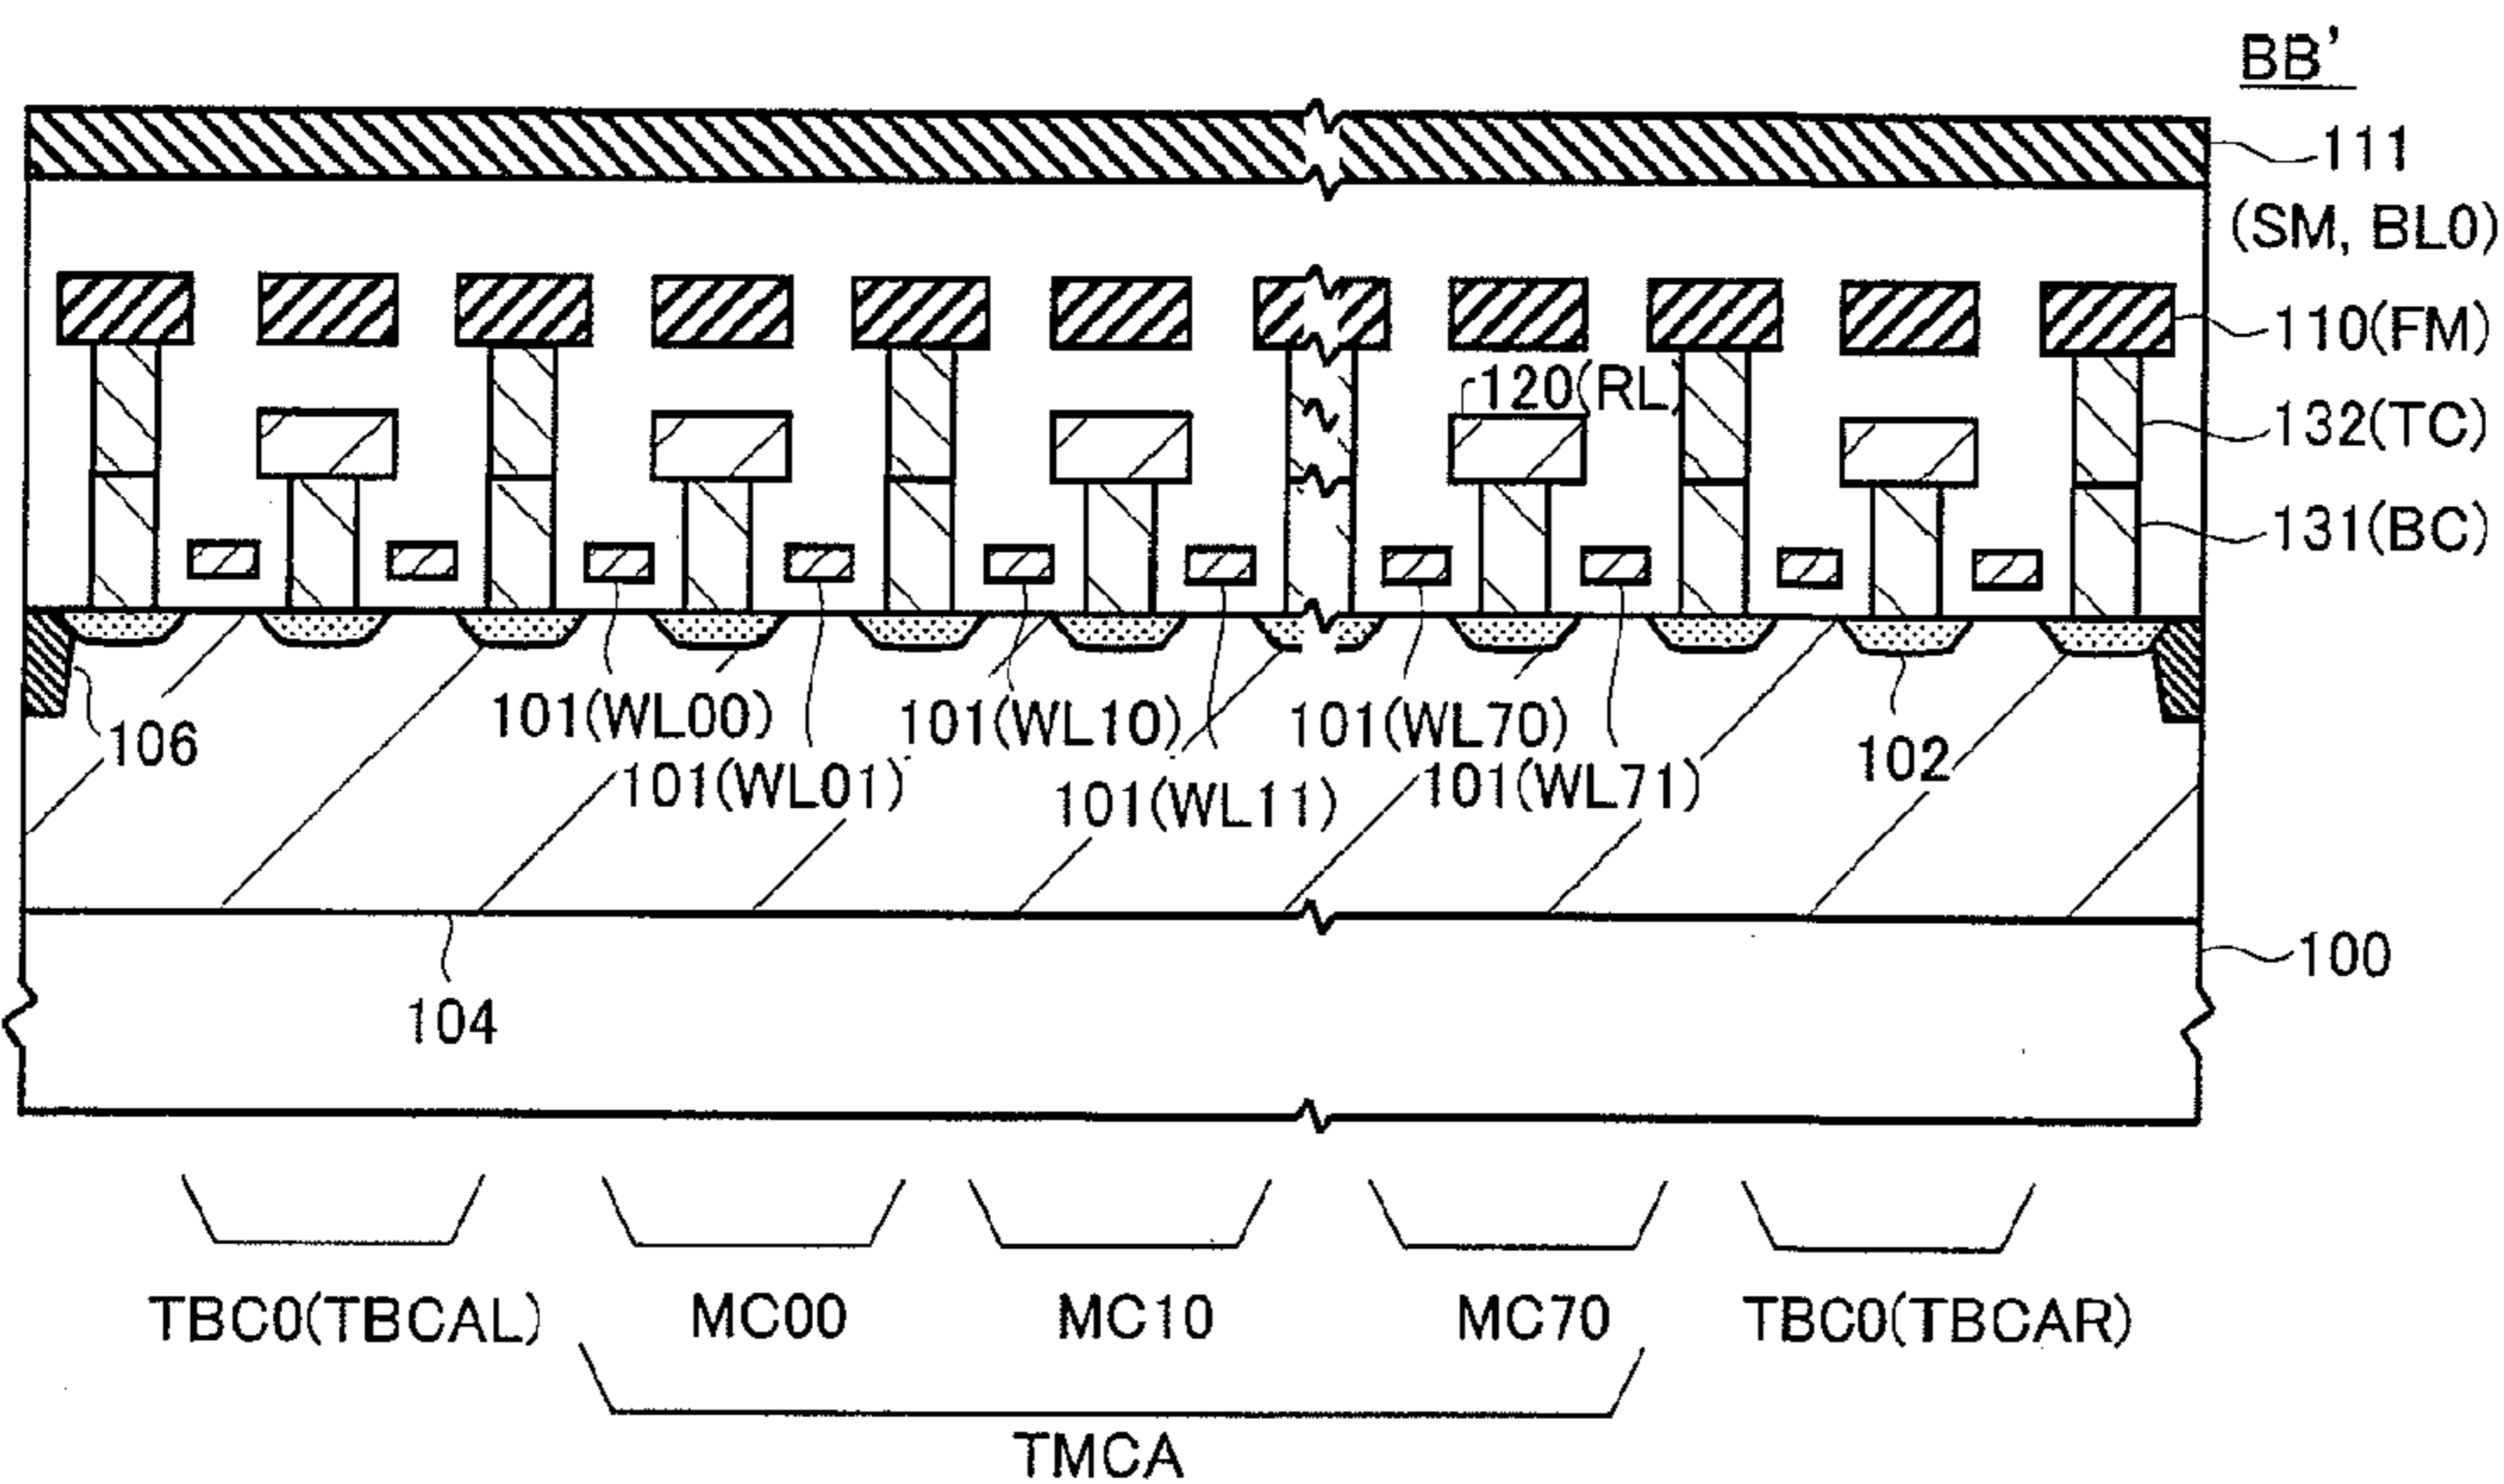 BB'
111
(SM, BL0)
110(FM)
120(RL)
132(TC)
131(BC)
101(WL00)
101(WL10)
101(WL70)
106
102
101(WL01)
101(WL11)
101(WL71)
100
104
TBC0(TBCAL)
MC00
MC10
MC70
TBC0(TBCAR)
TMCA